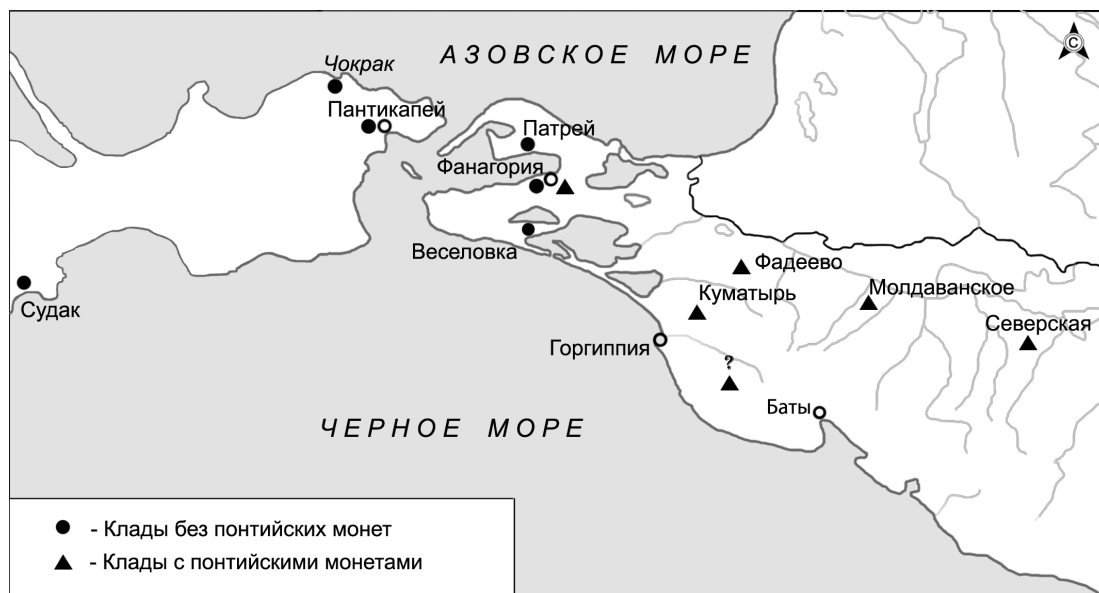 АЗОВСКОЕ МОРЕ
С
Чокрак
Пантикапей
Патрей
Фанагория
Веселовка
Фадеево
Молдаванское
Куматырь
Судак
Северская
Горгиппия
?
Баты
ЧЕРНОЕ МОРЕ
- Клады без понтийских монет
- Клады с понтийскими монетами